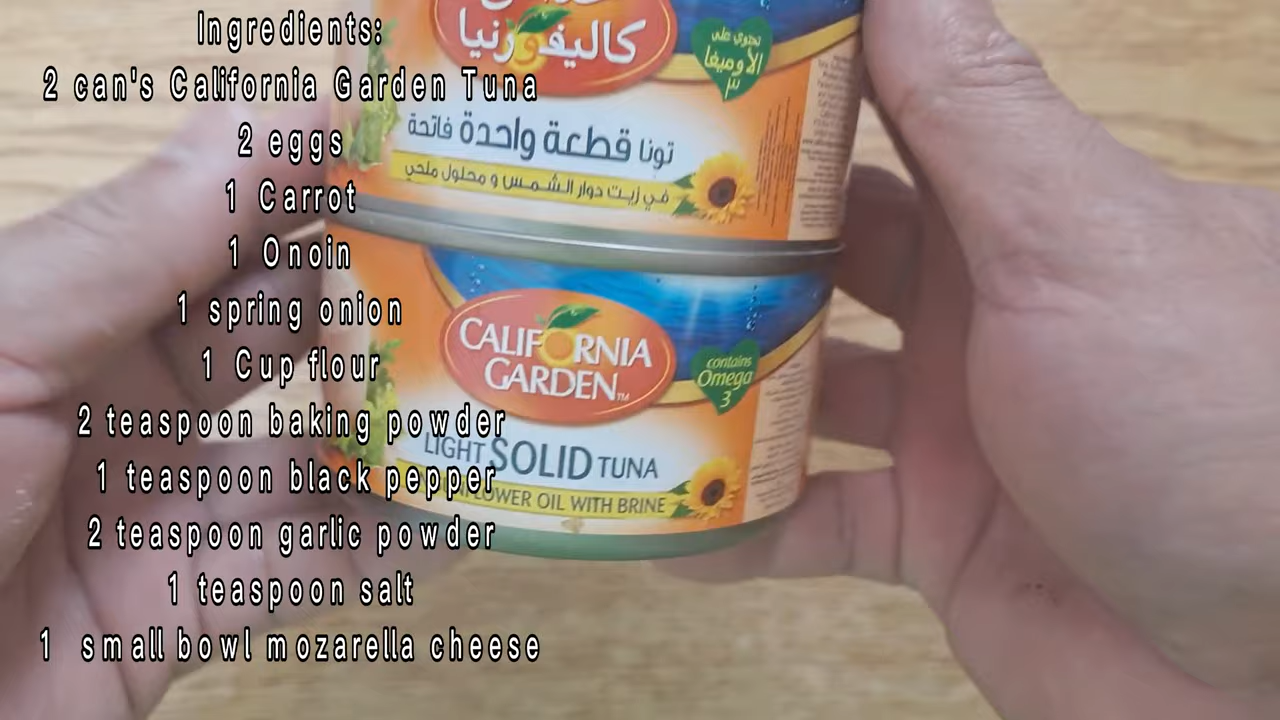 Ingredients:
2 can's California Garden Tuna
2 eggs
1 Carrot
1 Onoin
1 spring onion
1 Cup flour
2 teaspoon baking powder
1 teaspoon black pepper
2 teaspoon garlic powder
1 teaspoon salt
1 small bowl mozarella cheese
كاليفورنيا
تحتوي على
الأوميغا
٣
تونا قطعة واحدة فاتحة
في زيت دوار الشمس و محلول ملحي
CALIFORNIA
GARDEN™
contains
Omega
3
LIGHT SOLID TUNA
OIL WITH BRINE